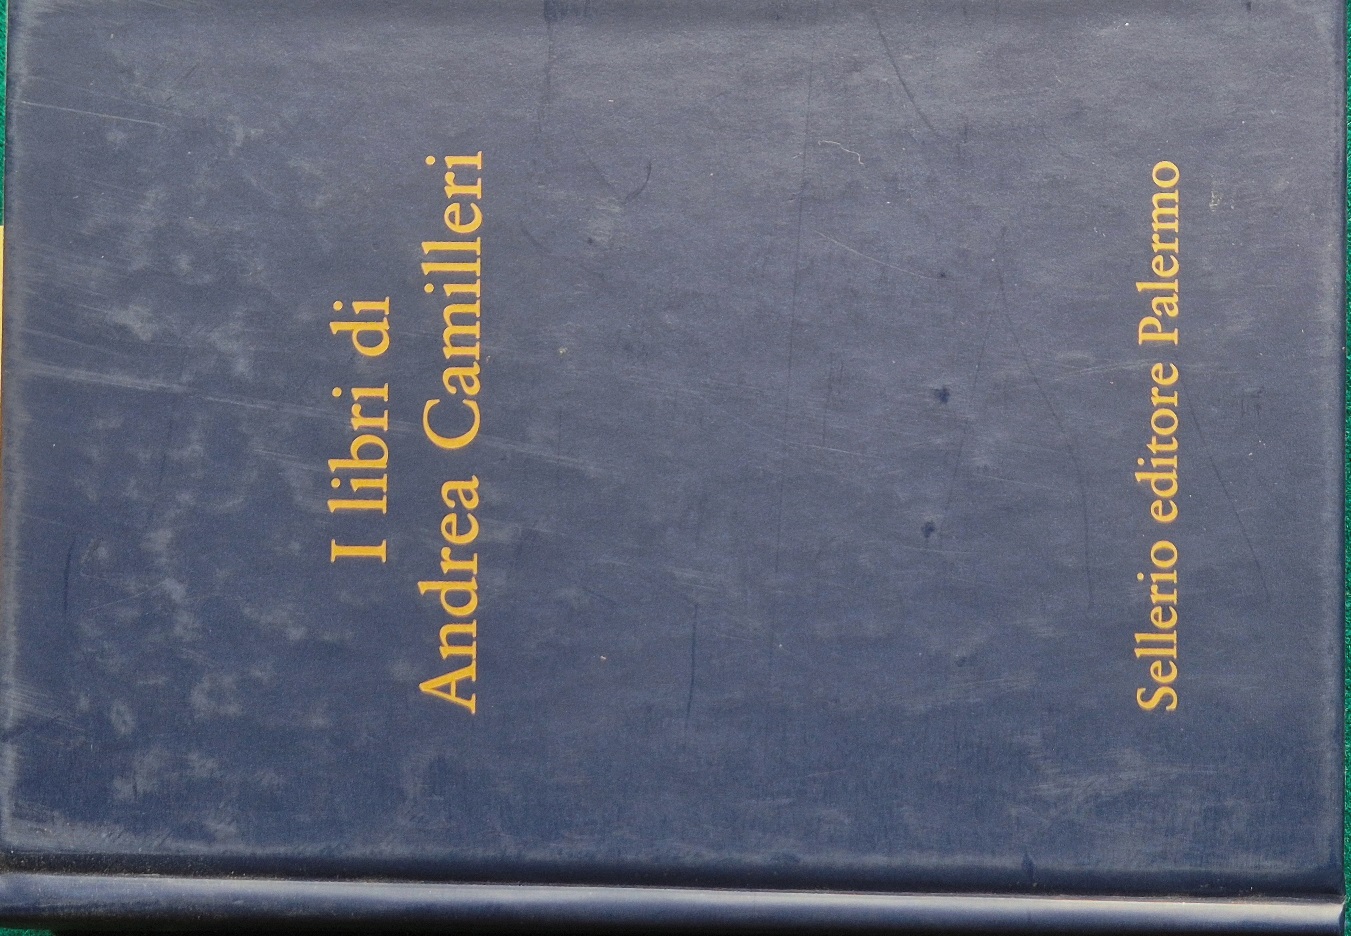 I libri di
Andrea Camilleri
Sellerio editore Palermo